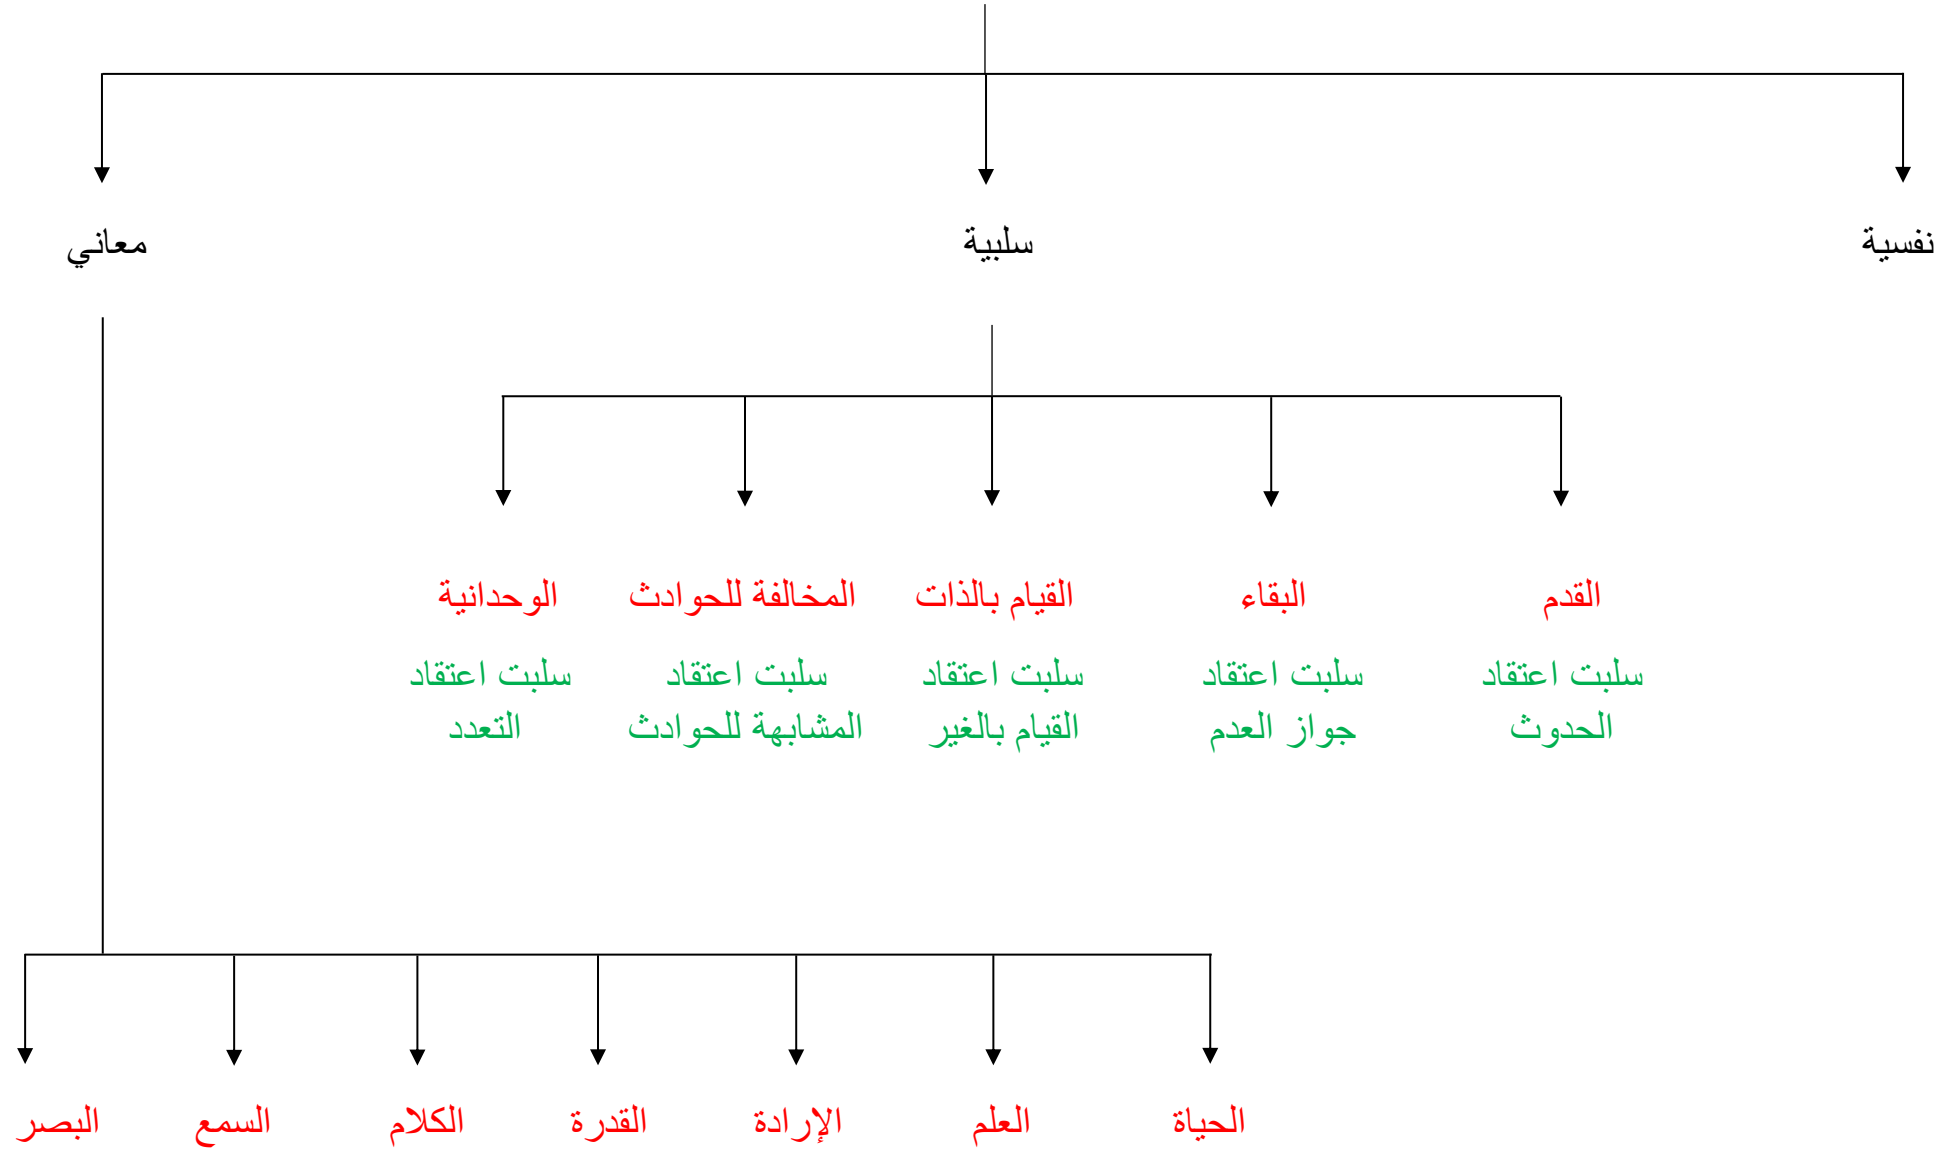 نفسية
سلبية
معاني
القدم
البقاء
القيام بالذات
المخالفة للحوادث
الوحدانية
سلبت اعتقاد
الحدوث
سلبت اعتقاد
جواز العدم
سلبت اعتقاد
القيام بالغير
سلبت اعتقاد
المشابهة للحوادث
سلبت اعتقاد
التعدد
الحياة
العلم
الإرادة
القدرة
الكلام
السمع
البصر